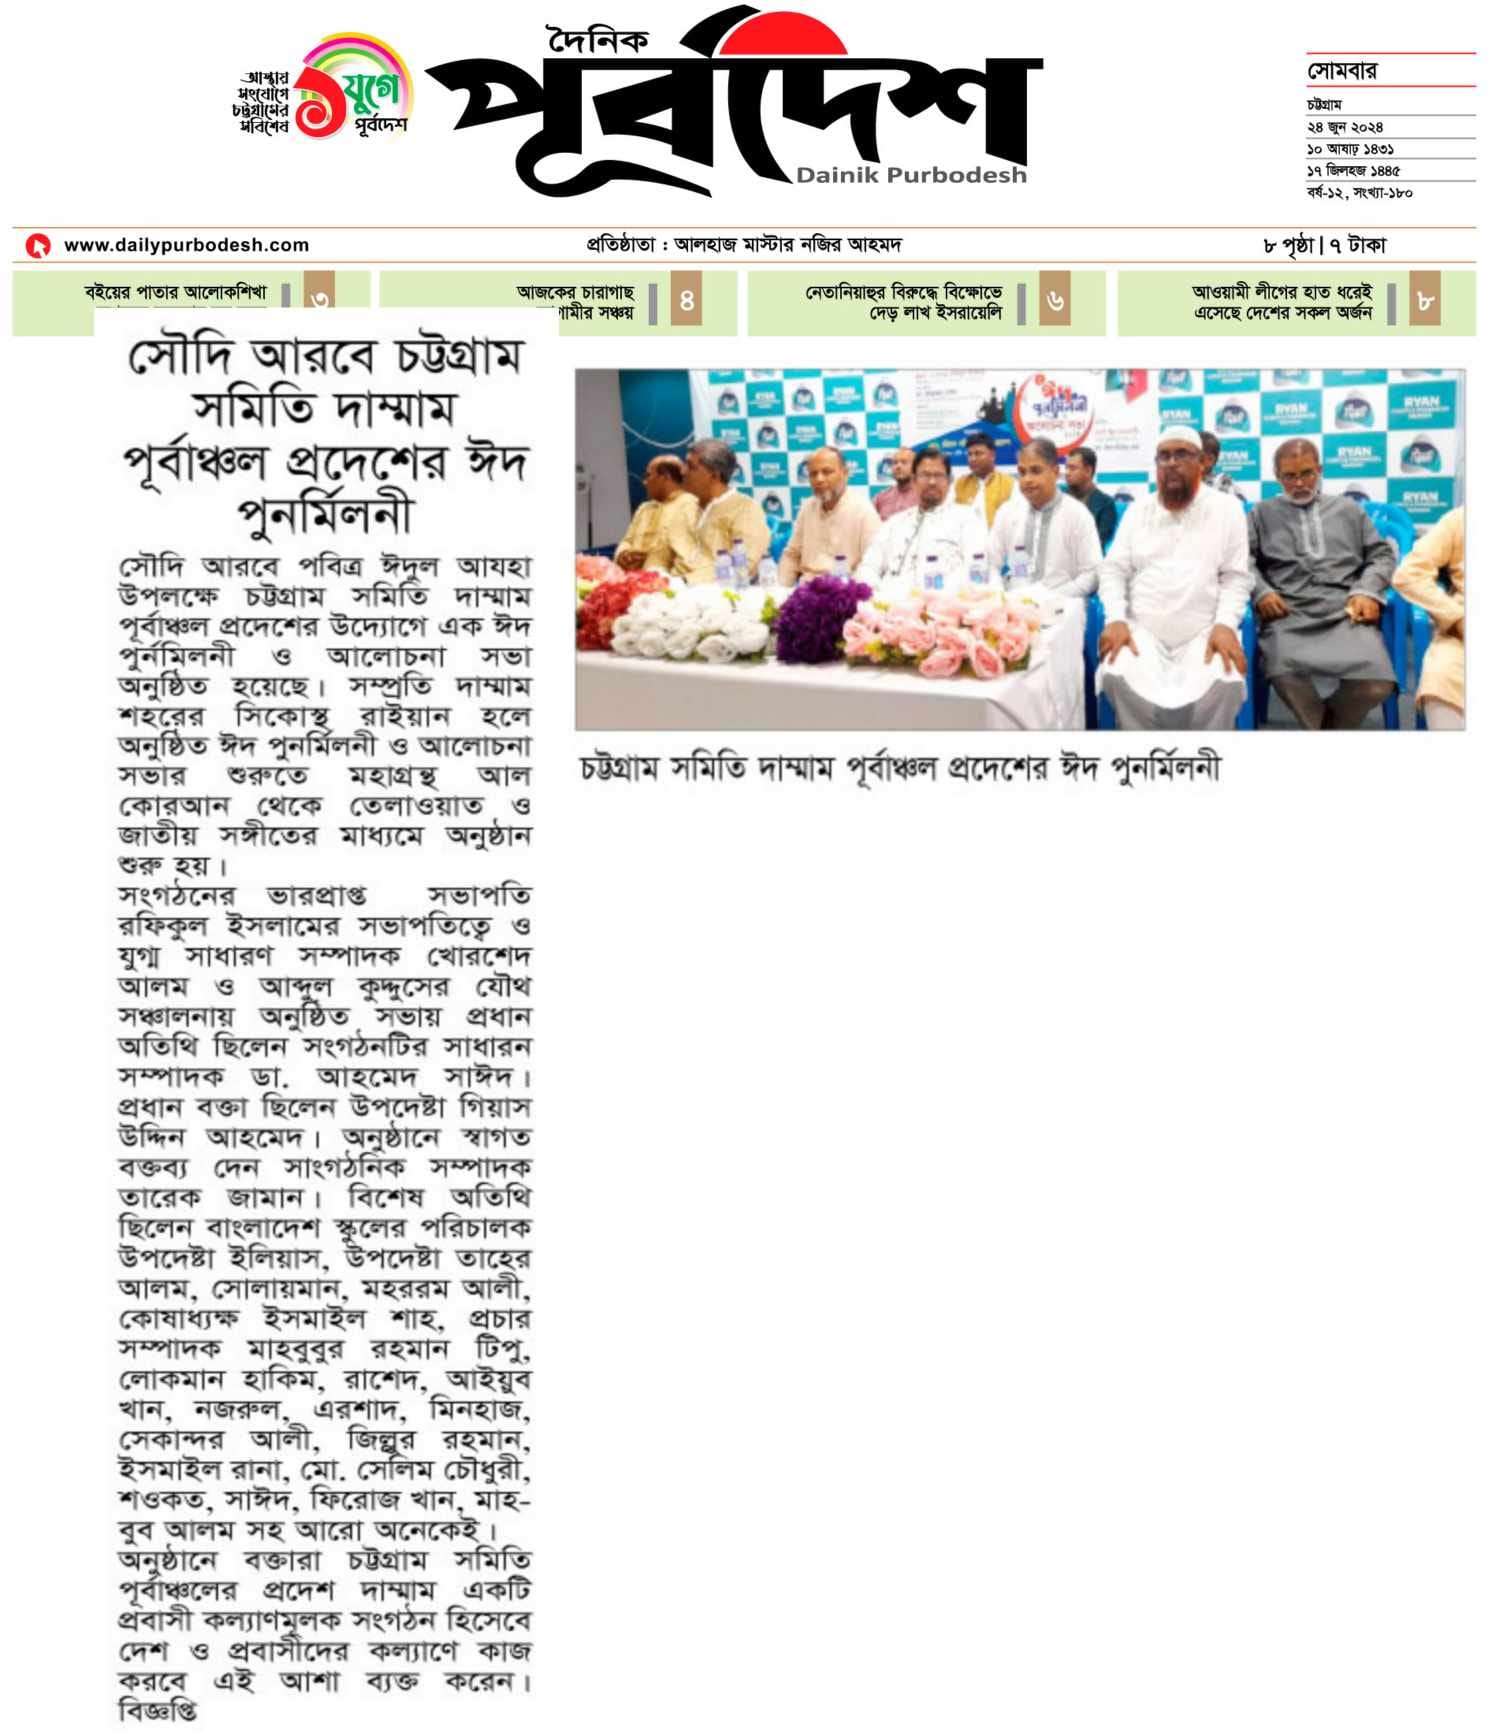 আস্থার
সংযোগে
চট্টগ্রামের
সবিশেষ
১ যুগে
পূর্বদেশ
দৈনিক
পূর্বদেশ
Dainik Purbodesh
সোমবার
চট্টগ্রাম
২৪ জুন ২০২৪
১০ আষাঢ় ১৪৩১
১৭ জিলহজ ১৪৪৫
বর্ষ-১২, সংখ্যা-১৮০
www.dailypurbodesh.com
প্রতিষ্ঠাতা : আলহাজ মাস্টার নজির আহমদ
৮ পৃষ্ঠা | ৭ টাকা
বইয়ের পাতার আলোকশিখা
৩
আজকের চারাগাছ
সঞ্চয়
৪
নেতানিয়াহুর বিরুদ্ধে বিক্ষোভে
দেড় লাখ ইসরায়েলি
৬
আওয়ামী লীগের হাত ধরেই
এসেছে দেশের সকল অর্জন
৮
সৌদি আরবে চট্টগ্রাম
সমিতি দাম্মাম
পূর্বাঞ্চল প্রদেশের ঈদ
পুনর্মিলনী
সৌদি আরবে পবিত্র ঈদুল আযহা
উপলক্ষে চট্টগ্রাম সমিতি দাম্মাম
পূর্বাঞ্চল প্রদেশের উদ্যোগে এক ঈদ
পুর্নমিলনী ও আলোচনা সভা
অনুষ্ঠিত হয়েছে। সম্প্রতি দাম্মাম
শহরের সিকোস্থ রাইয়ান হলে
অনুষ্ঠিত ঈদ পুনর্মিলনী ও আলোচনা
সভার শুরুতে মহাগ্রন্থ আল
কোরআন থেকে তেলাওয়াত ও
জাতীয় সঙ্গীতের মাধ্যমে অনুষ্ঠান
শুরু হয়।
সংগঠনের ভারপ্রাপ্ত সভাপতি
রফিকুল ইসলামের সভাপতিত্বে ও
যুগ্ম সাধারণ সম্পাদক খোরশেদ
আলম ও আব্দুল কুদ্দুসের যৌথ
সঞ্চালনায় অনুষ্ঠিত সভায় প্রধান
অতিথি ছিলেন সংগঠনটির সাধারন
সম্পাদক ডা. আহমেদ সাঈদ।
প্রধান বক্তা ছিলেন উপদেষ্টা গিয়াস
উদ্দিন আহমেদ। অনুষ্ঠানে স্বাগত
বক্তব্য দেন সাংগঠনিক সম্পাদক
তারেক জামান। বিশেষ অতিথি
ছিলেন বাংলাদেশ স্কুলের পরিচালক
উপদেষ্টা ইলিয়াস, উপদেষ্টা তাহের
আলম, সোলায়মান, মহররম আলী,
কোষাধ্যক্ষ ইসমাইল শাহ, প্রচার
সম্পাদক মাহবুবুর রহমান টিপু,
লোকমান হাকিম, রাশেদ, আইয়ুব
খান, নজরুল, এরশাদ, মিনহাজ,
সেকান্দর আলী, জিল্লুর রহমান,
ইসমাইল রানা, মো. সেলিম চৌধুরী,
শওকত, সাঈদ, ফিরোজ খান, মাহ-
বুব আলম সহ আরো অনেকেই।
অনুষ্ঠানে বক্তারা চট্টগ্রাম সমিতি
পূর্বাঞ্চলের প্রদেশ দাম্মাম একটি
প্রবাসী কল্যাণমূলক সংগঠন হিসেবে
দেশ ও প্রবাসীদের কল্যাণে কাজ
করবে এই আশা ব্যক্ত করেন।
বিজ্ঞপ্তি
ঈদ
পুনর্মিলনী
আলোচনা সভা
RYAN
চট্টগ্রাম সমিতি দাম্মাম পূর্বাঞ্চল প্রদেশের ঈদ পুনর্মিলনী